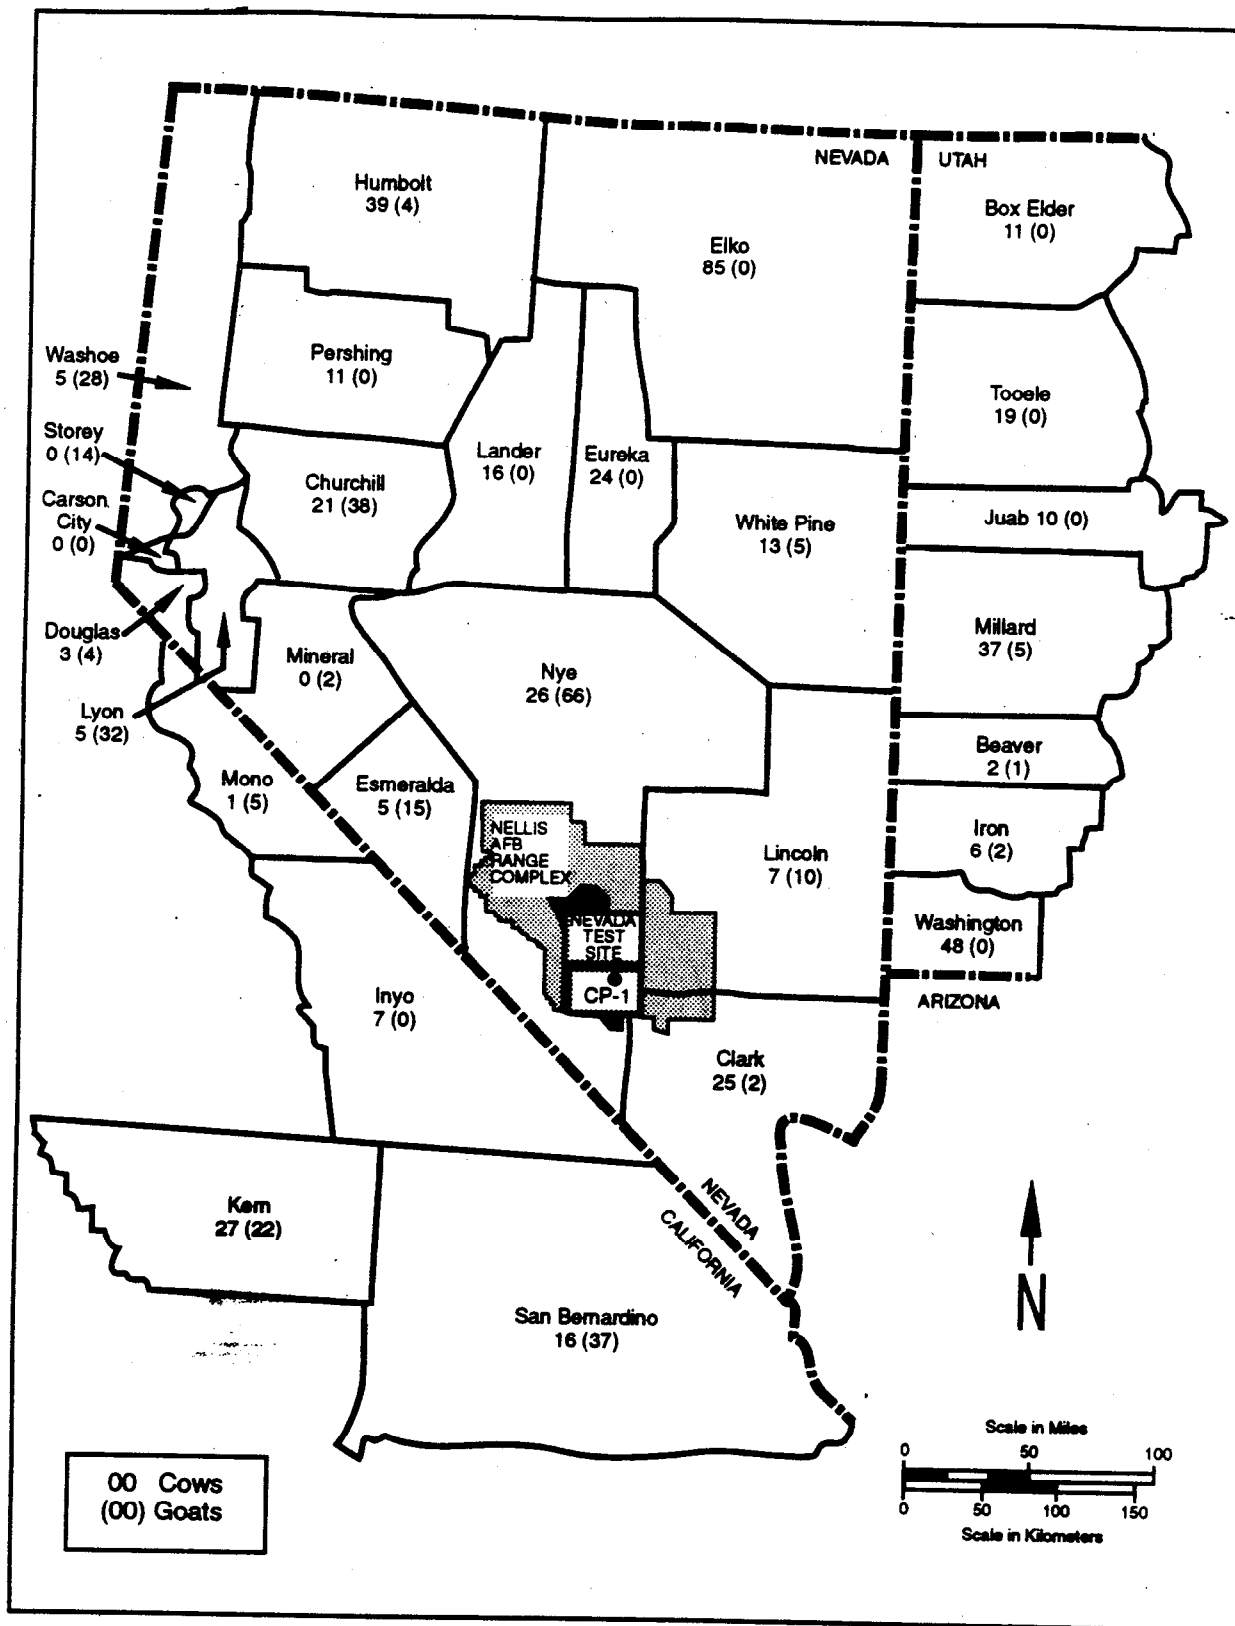 NEVADA
UTAH
Humbolt
39 (4)
Elko
85 (0)
Box Elder
11 (0)
Washoe
5 (28)
Pershing
11 (0)
Tooele
19 (0)
Storey
0 (14)
Lander
16 (0)
Eureka
24 (0)
Churchill
21 (38)
Carson
City
0 (0)
White Pine
13 (5)
Juab 10 (0)
Douglas
3 (4)
Mineral
0 (2)
Nye
26 (66)
Millard
37 (5)
Lyon
5 (32)
Mono
1 (5)
Esmeralda
5 (15)
Beaver
2 (1)
NELLIS
AFB
RANGE
COMPLEX
Lincoln
7 (10)
Iron
6 (2)
NEVADA
TEST
SITE
Washington
48 (0)
CP-1
Inyo
7 (0)
ARIZONA
Clark
25 (2)
Kern
27 (22)
NEVADA
CALIFORNIA
N
San Bernardino
16 (37)
00 Cows
(00) Goats
Scale in Miles
0 50 100
0 50 100 150
Scale in Kilometers